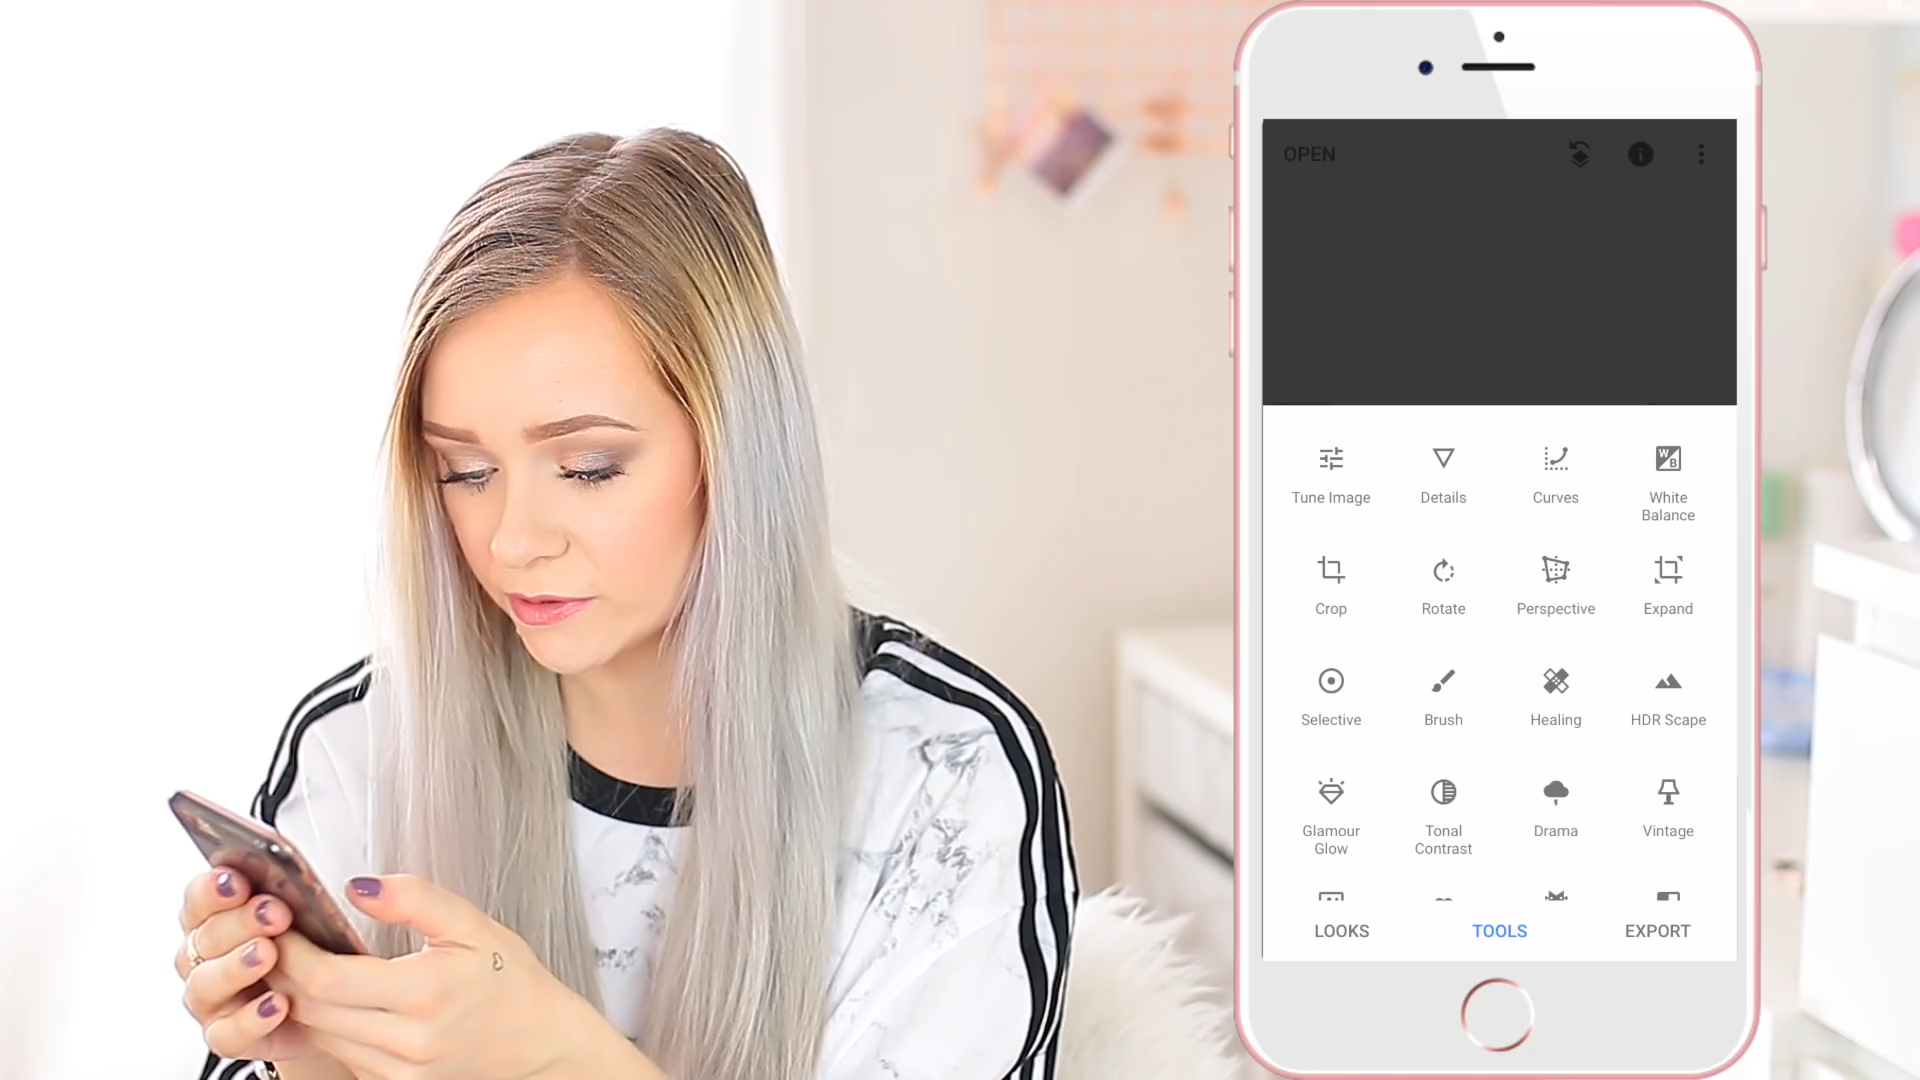 OPEN
Tune Image
Details
Curves
White
Balance
Crop
Rotate
Perspective
Expand
Selective
Brush
Healing
HDR Scape
Glamour
Glow
Tonal
Contrast
Drama
Vintage
LOOKS
TOOLS
EXPORT